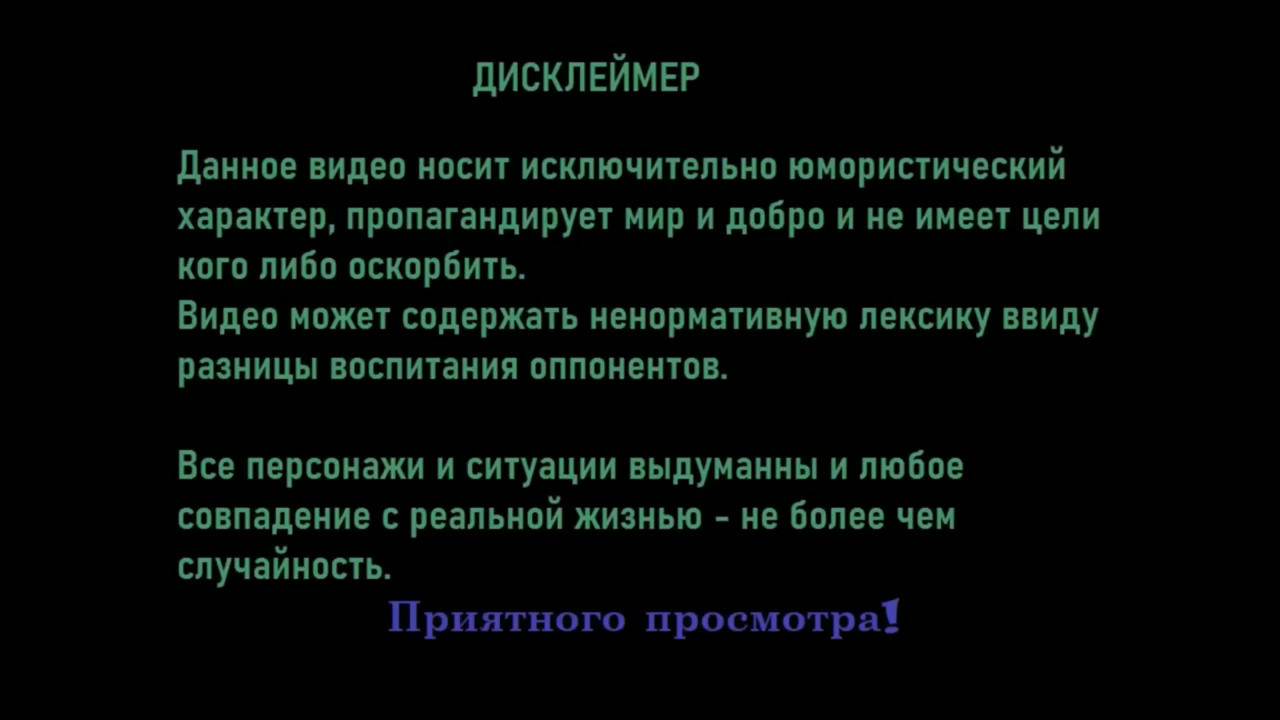 ДИСКЛЕЙМЕР
Данное видео носит исключительно юмористический
характер, пропагандирует мир и добро и не имеет цели
кого либо оскорбить.
Видео может содержать ненормативную лексику ввиду
разницы воспитания оппонентов.
Все персонажи и ситуации выдуманны и любое
совпадение с реальной жизнью - не более чем
случайность.
Приятного просмотра!